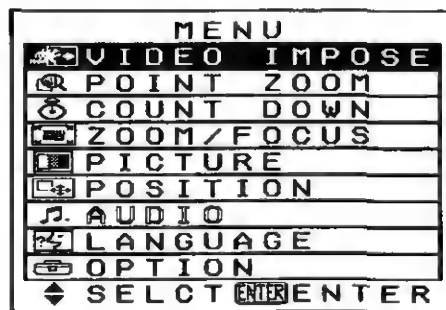 MENU
VIDEO IMPOSE
POINT ZOOM
COUNT DOWN
ZOOM/FOCUS
PICTURE
POSITION
AUDIO
LANGUAGE
OPTION
SELCT ENTER ENTER